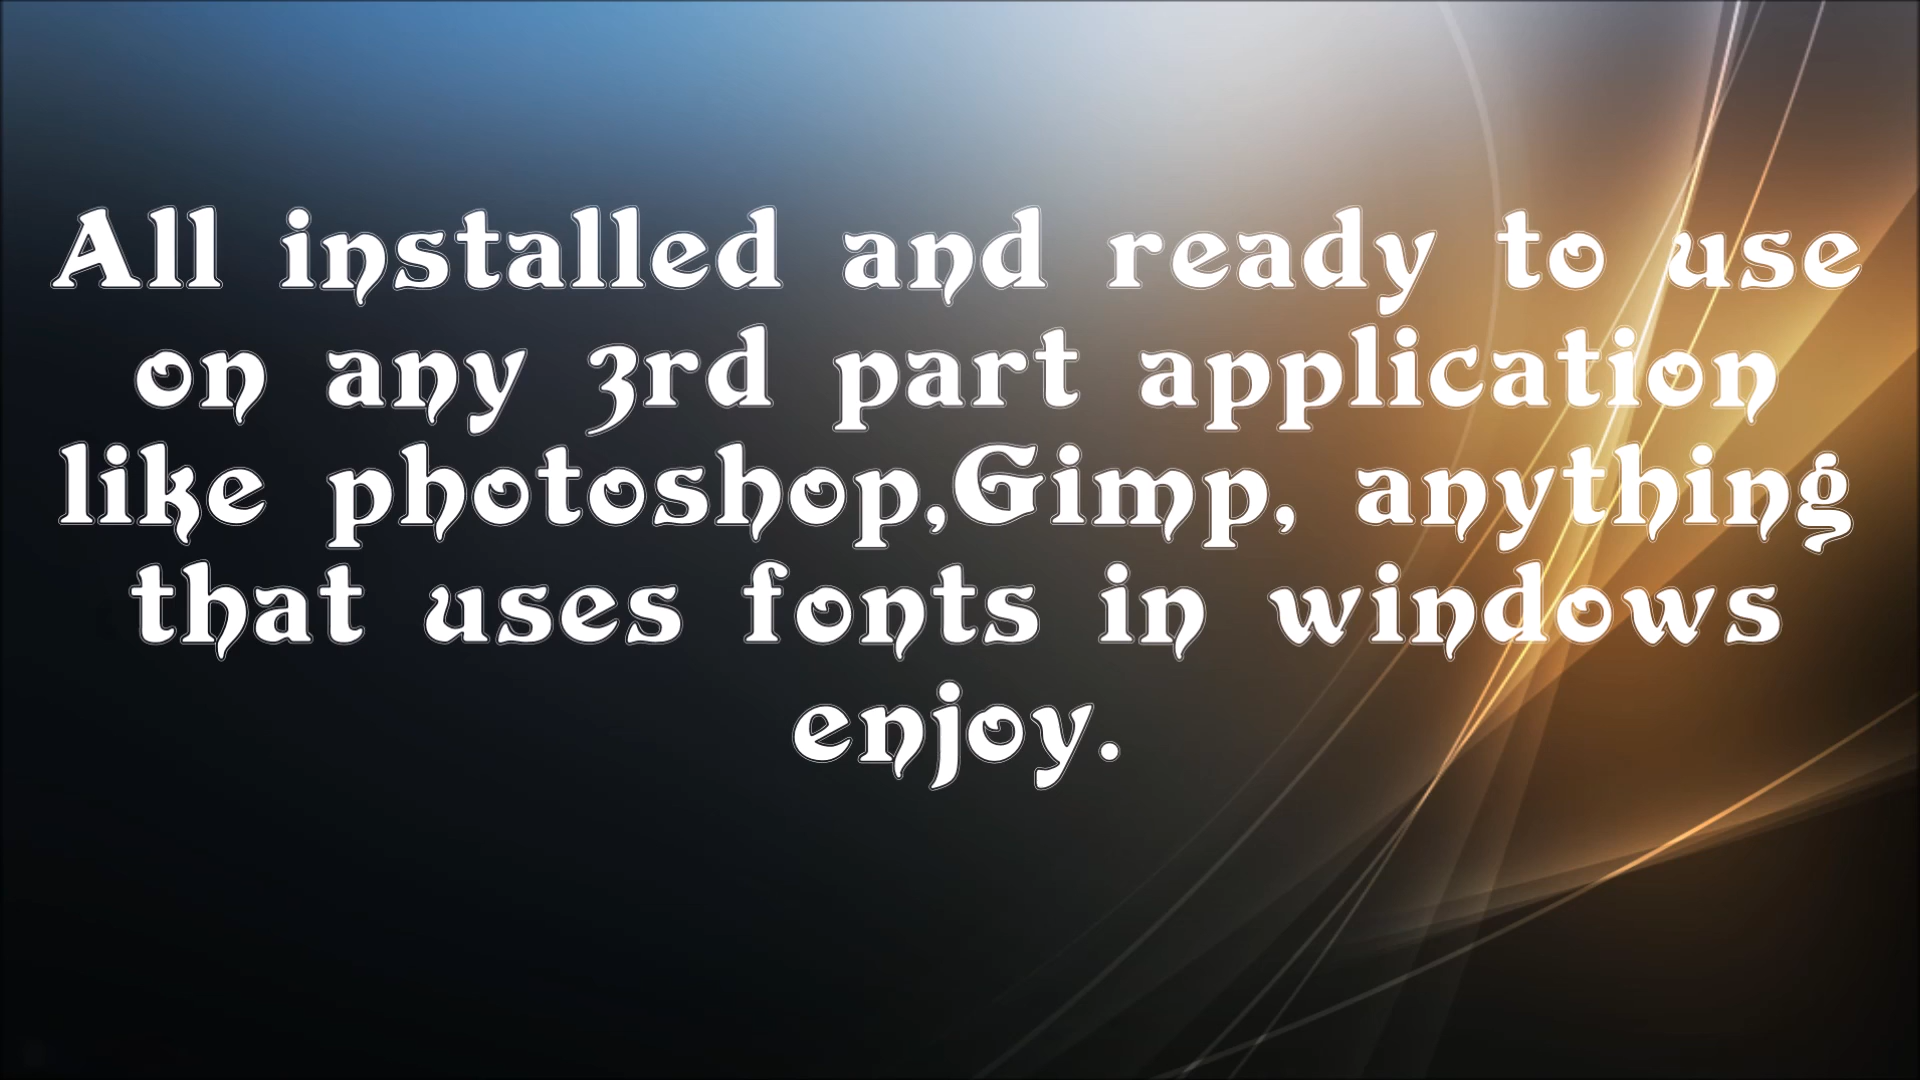 All installed and ready to use
on any 3rd part application
like photoshop,Gimp, anything
that uses fonts in windows
enjoy.